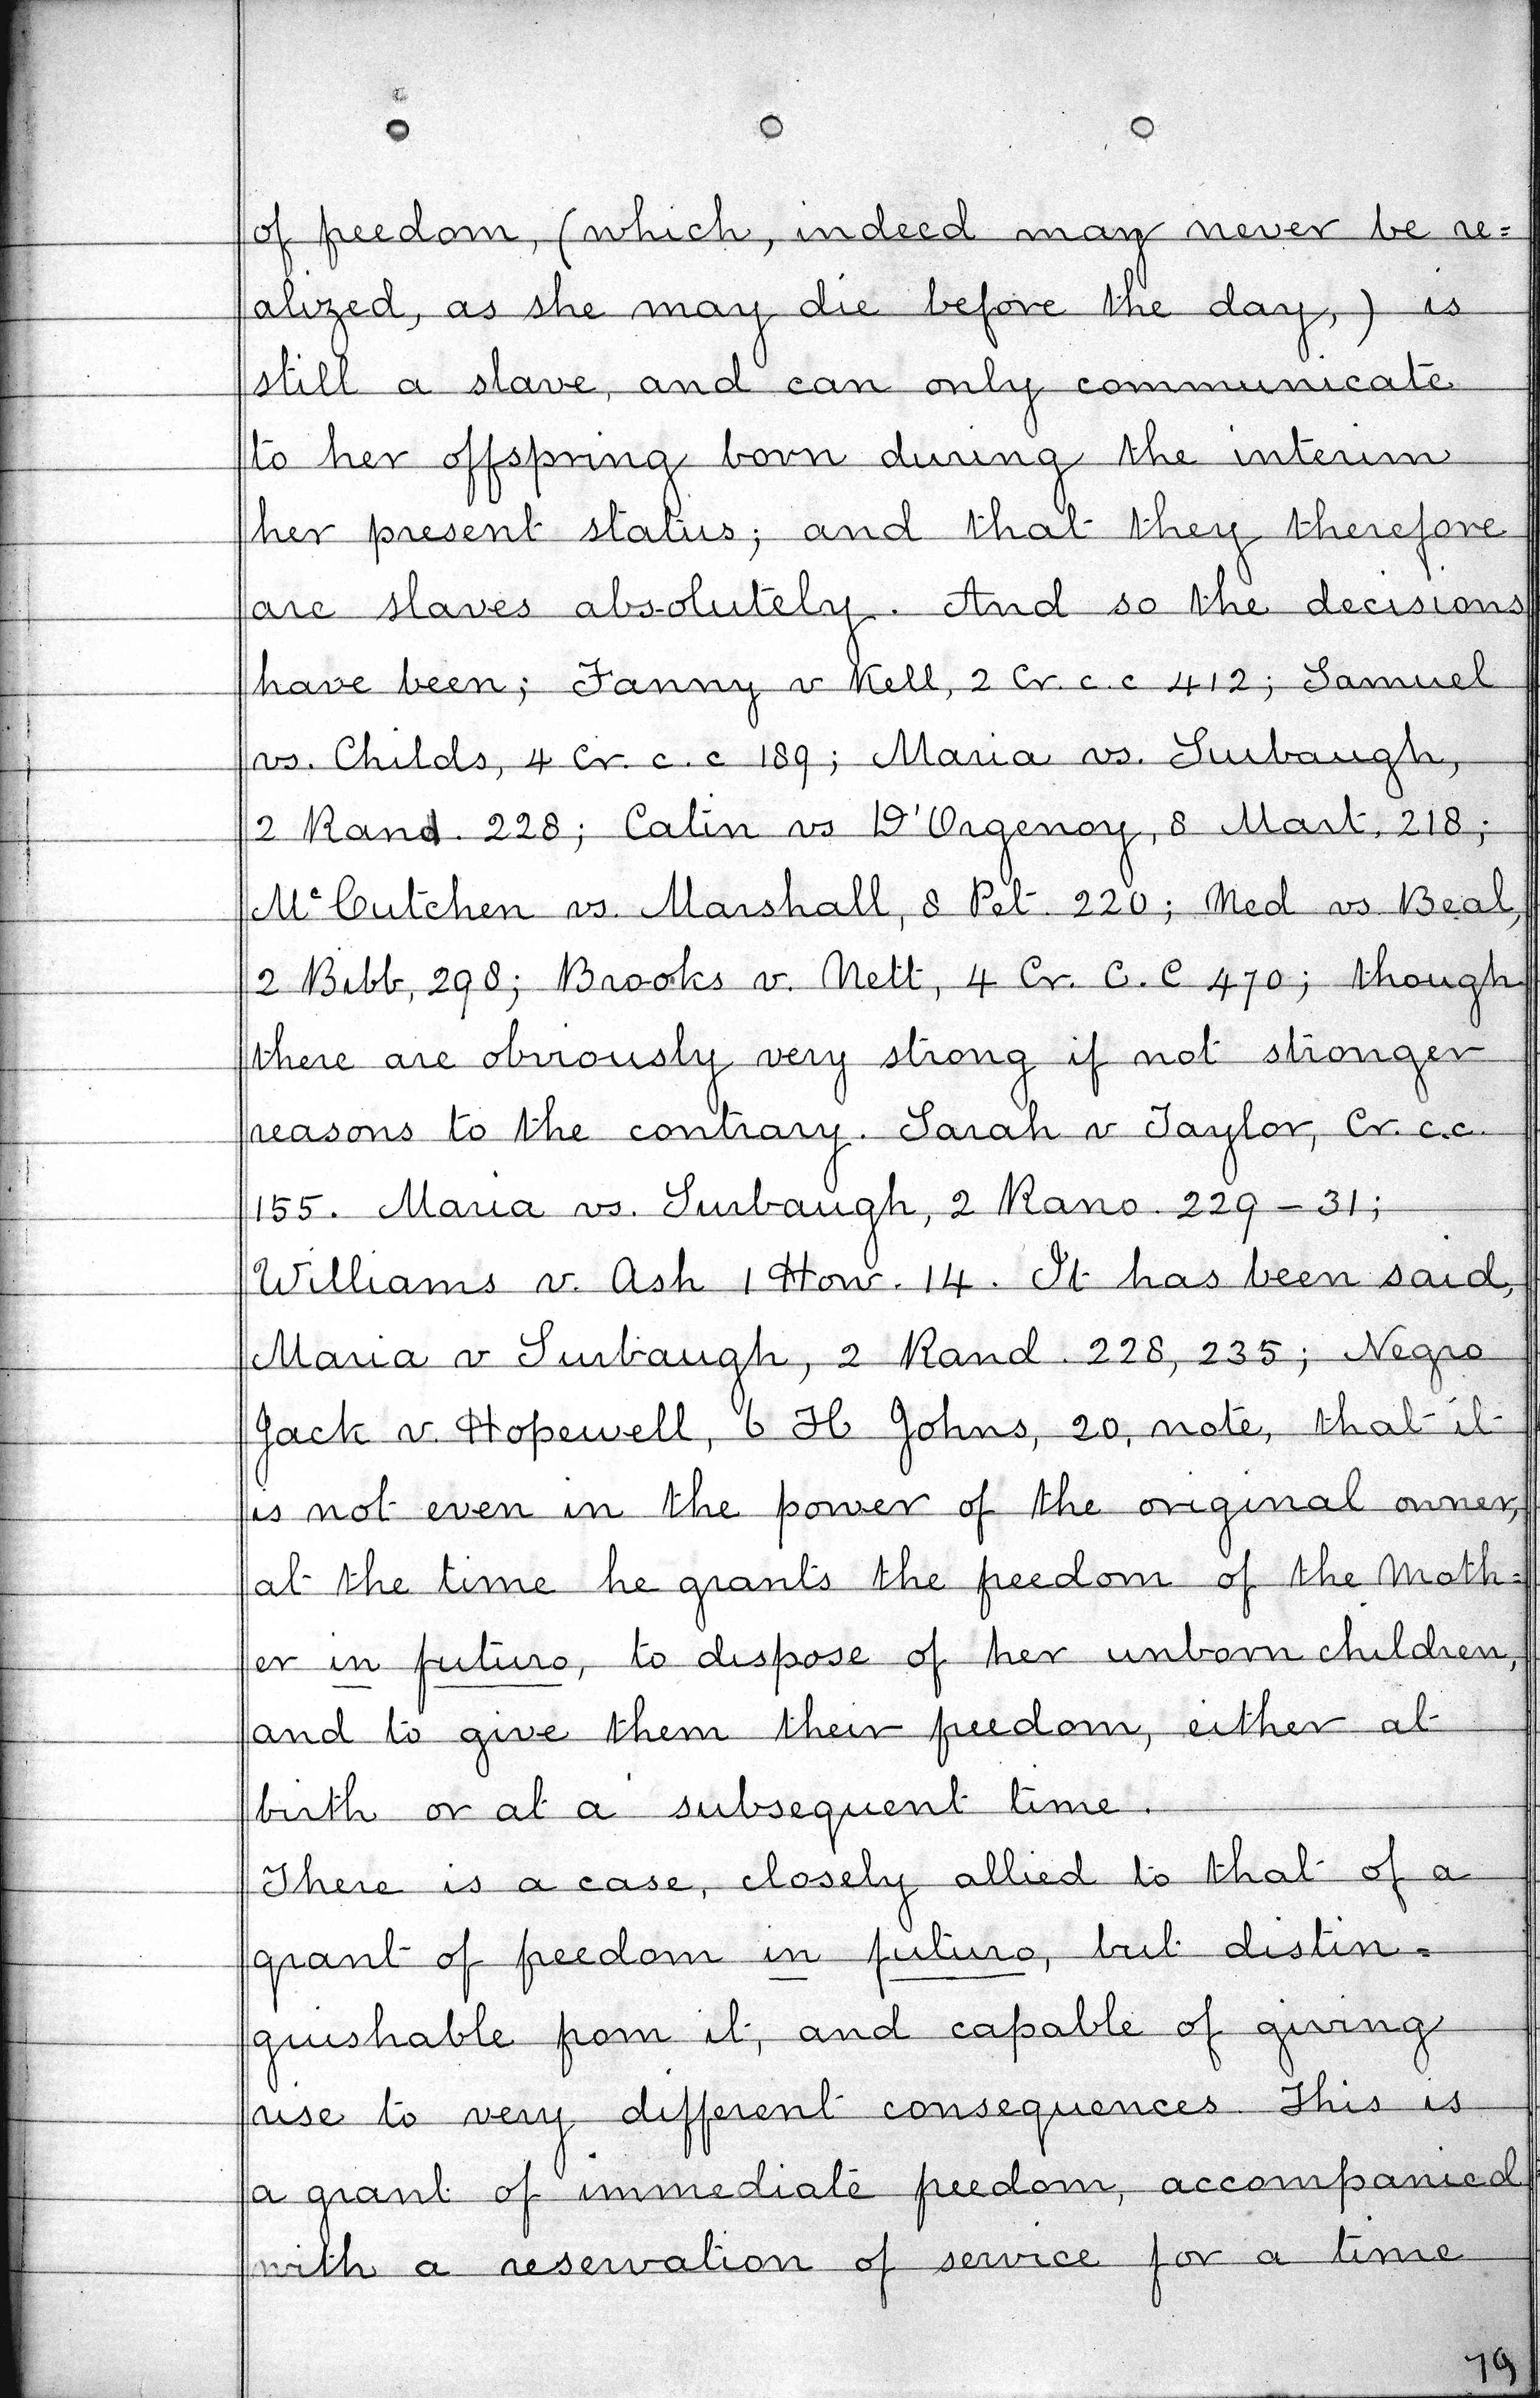 of freedom, (which, indeed may never be re=
alized, as she may die before the day,) is
still a slave, and can only communicate
to her offspring born during the interim
her present status; and that they therefore
are slaves absolutely. And so the decisions
have been; Fanny v Kell, 2 Cr. c.c 412; Samuel
vs. Childs, 4 Cr. c.c 189; Maria vs. Surbaugh,
2 Rand. 228; Catin vs D'Orgenoy, 8 Mart. 218;
McCutchen vs. Marshall, 8 Pet. 220; Ned vs Beal,
2 Bibb, 298; Brooks v. Nett, 4 Cr. C.C 470; though
there are obviously very strong if not stronger
reasons to the contrary. Sarah v Taylor, Cr. c.c.
155. Maria vs. Surbaugh, 2 Rano. 229-31;
Williams v. Ash 1 How. 14. It has been said,
Maria v Surbaugh, 2 Rand. 228, 235; Negro
Jack v. Hopewell, 6 H Johns, 20, note, that it
is not even in the power of the original owner,
at the time he grants the freedom of the Moth=
er in futuro, to dispose of her unborn children,
and to give them their freedom, either at
birth or at a subsequent time.
There is a case, closely allied to that of a
grant of freedom in futuro, but distin=
guishable from it, and capable of giving
rise to very different consequences. This is
a grant of immediate freedom, accompanied
with a reservation of service for a time
79